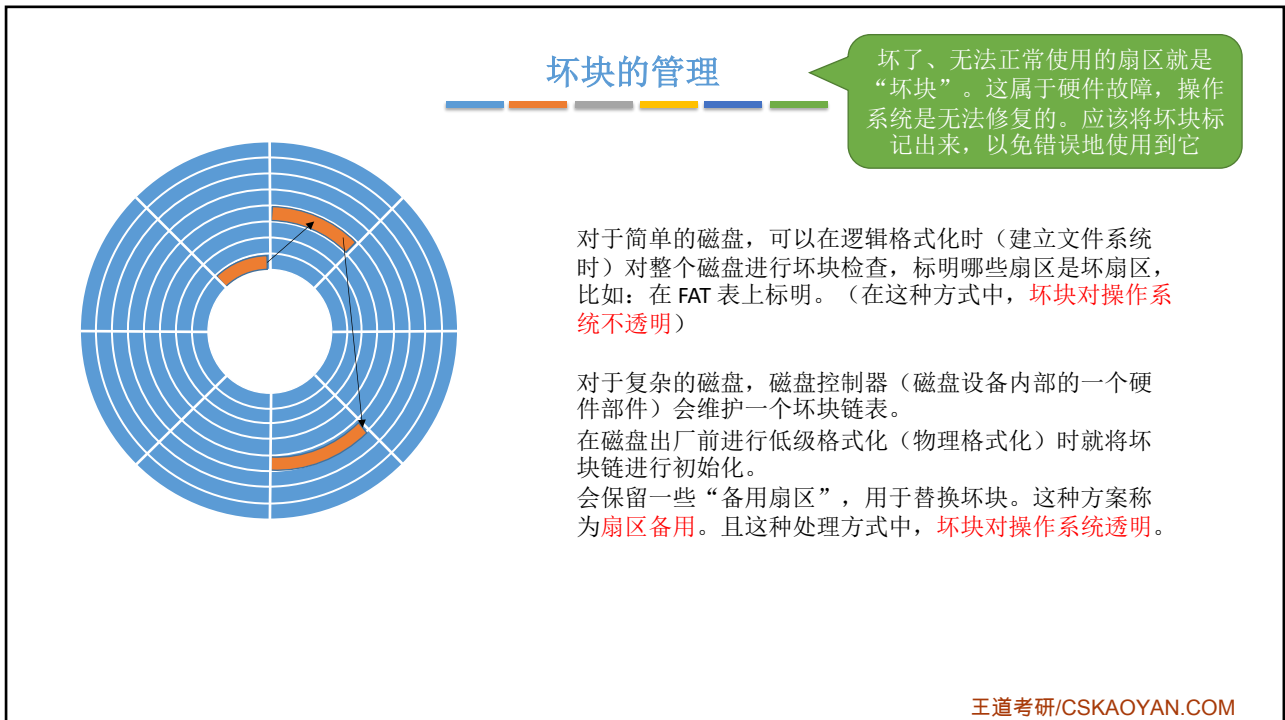 坏块的管理
坏了、无法正常使用的扇区就是
“坏块”。这属于硬件故障，操作
系统是无法修复的。应该将坏块标
记出来，以免错误地使用到它
对于简单的磁盘，可以在逻辑格式化时（建立文件系统
时）对整个磁盘进行坏块检查，标明哪些扇区是坏扇区，
比如：在 FAT 表上标明。（在这种方式中，坏块对操作系
统不透明）
对于复杂的磁盘，磁盘控制器（磁盘设备内部的一个硬
件部件）会维护一个坏块链表。
在磁盘出厂前进行低级格式化（物理格式化）时就将坏
块链进行初始化。
会保留一些“备用扇区”，用于替换坏块。这种方案称
为扇区备用。且这种处理方式中，坏块对操作系统透明。
王道考研/CSKAOYAN.COM